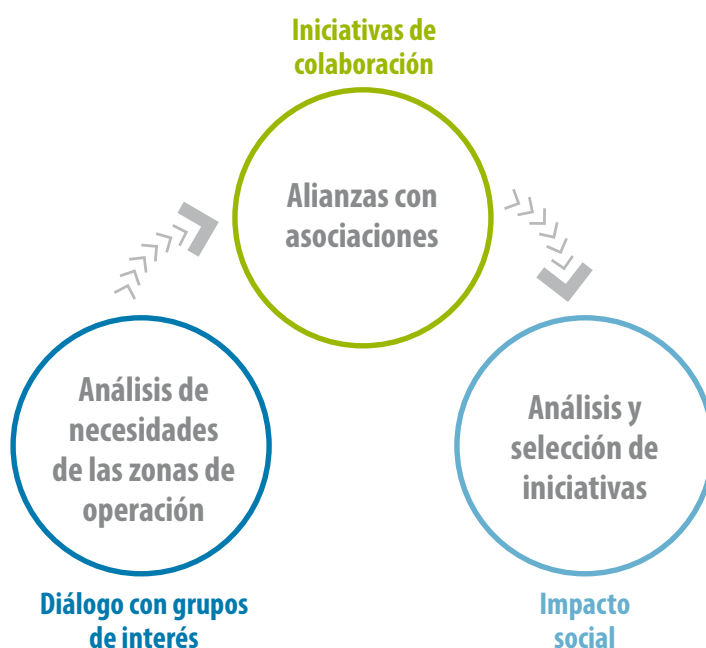 Iniciativas de
colaboración
Alianzas con
asociaciones
Análisis de
necesidades
de las zonas de
operación
Diálogo con grupos
de interés
Análisis y
selección de
iniciativas
Impacto
social